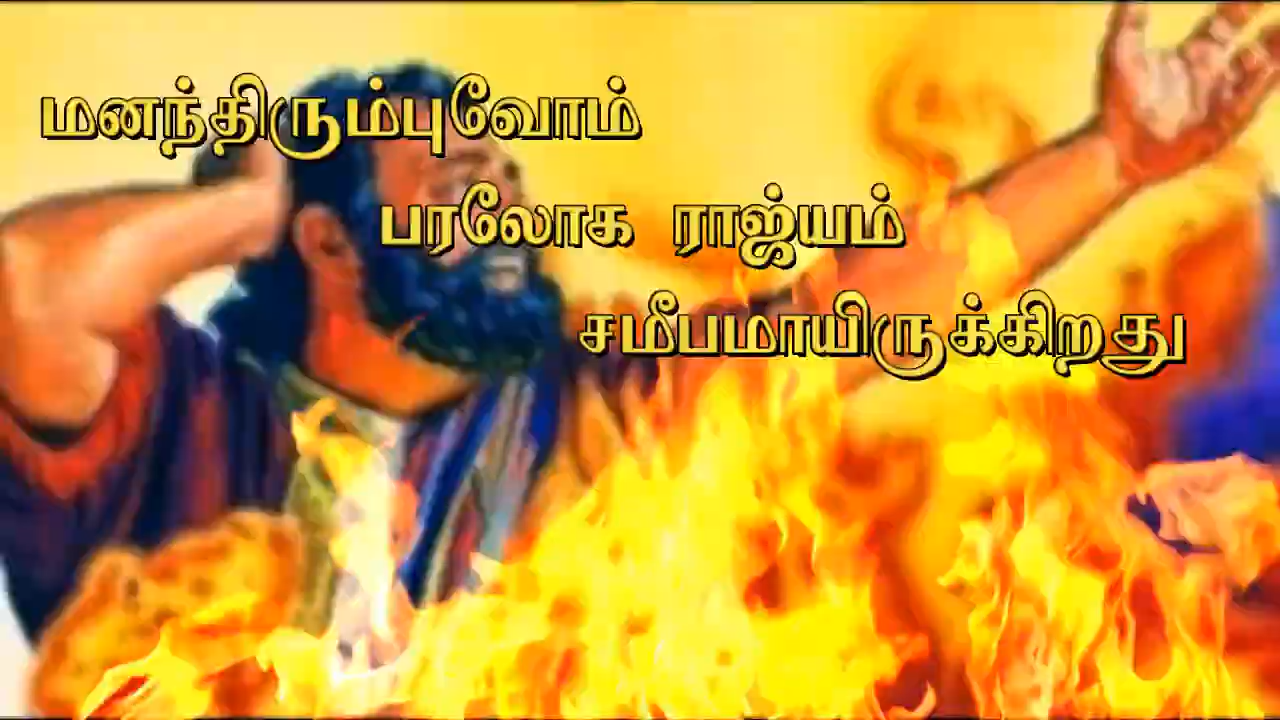 மனந்திரும்புவோம்
பரலோக ராஜ்யம்
சமீபமாயிருக்கிறது